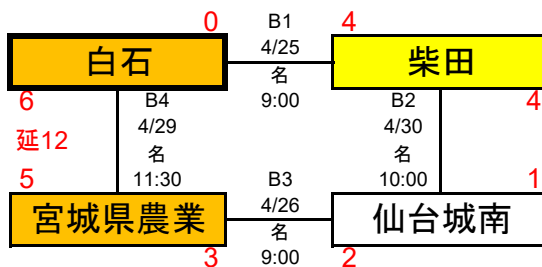 0 B1 4
白石 4/25 柴田
名
9:00
6 B4 B2 4
延12 4/29 4/30
名 名
11:30 10:00
5 B3 1
宮城県農業 4/26 仙台城南
名
3 9:00 2